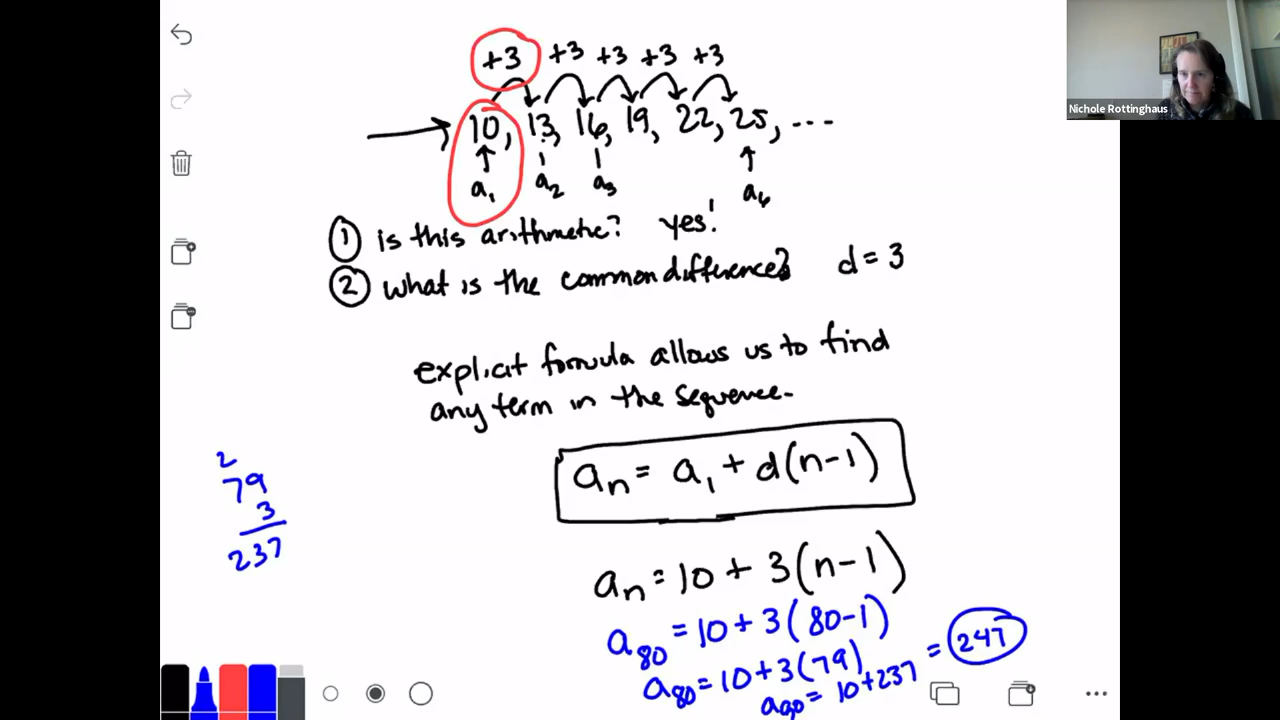 +3 +3 +3 +3 +3
Nichole Rottinghaus
10, 13, 16, 19, 22, 25, ...
a₁ a₂ a₃ a₆
① is this arithmetic? yes!
② what is the common difference? d = 3
explicit formula allows us to find
any term in the sequence.
aₙ = a₁ + d(n-1)
2
79
3
237
aₙ = 10 + 3(n-1)
a₈₀ = 10 + 3(80-1)
a₈₀ = 10 + 3(79)
a₈₀ = 10 + 237 = 247